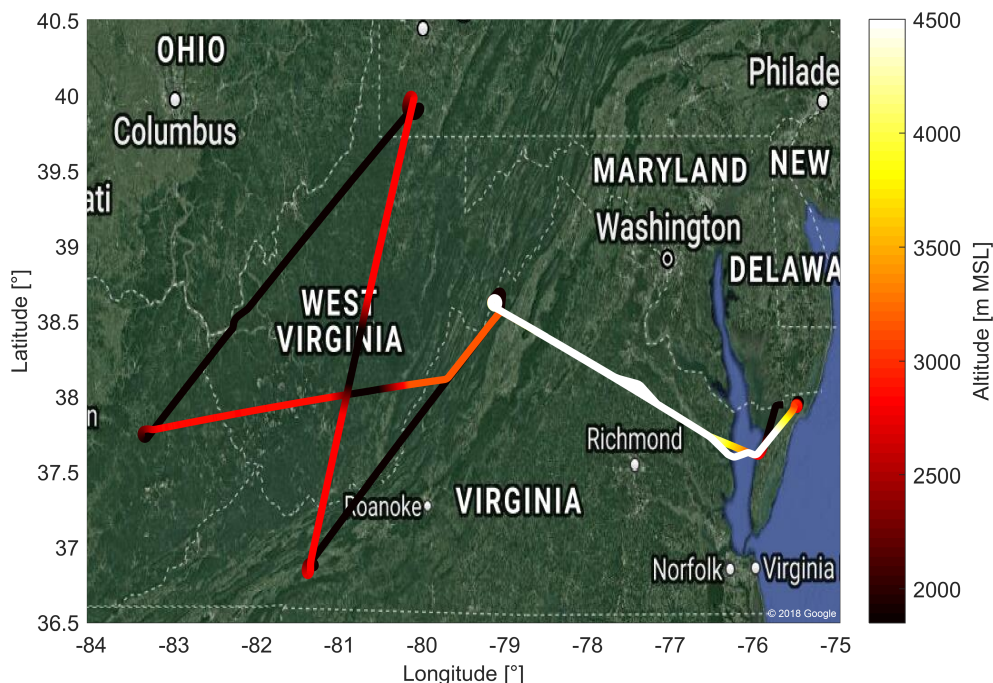 40.5
40
39.5
39
38.5
38
37.5
37
36.5
Latitude [°]
-84
-83
-82
-81
-80
-79
-78
-77
-76
-75
Longitude [°]
OHIO
Columbus
Philade
MARYLAND
NEW
Washington
DELAWA
ati
WEST
VIRGINIA
n
Richmond
Roanoke
VIRGINIA
Norfolk
Virginia
© 2018 Google
4500
4000
3500
3000
2500
2000
Altitude [m MSL]